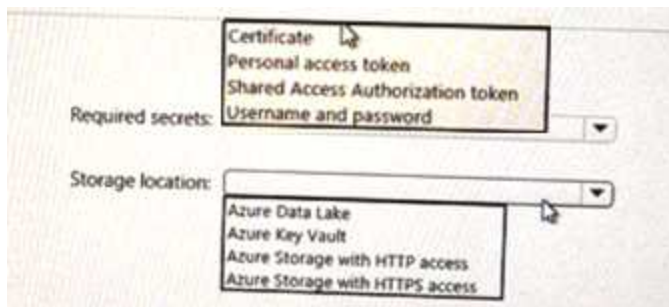 Certificate
Personal access token
Shared Access Authorization token
Required secrets: Username and password
Storage location:
Azure Data Lake
Azure Key Vault
Azure Storage with HTTP access
Azure Storage with HTTPS access